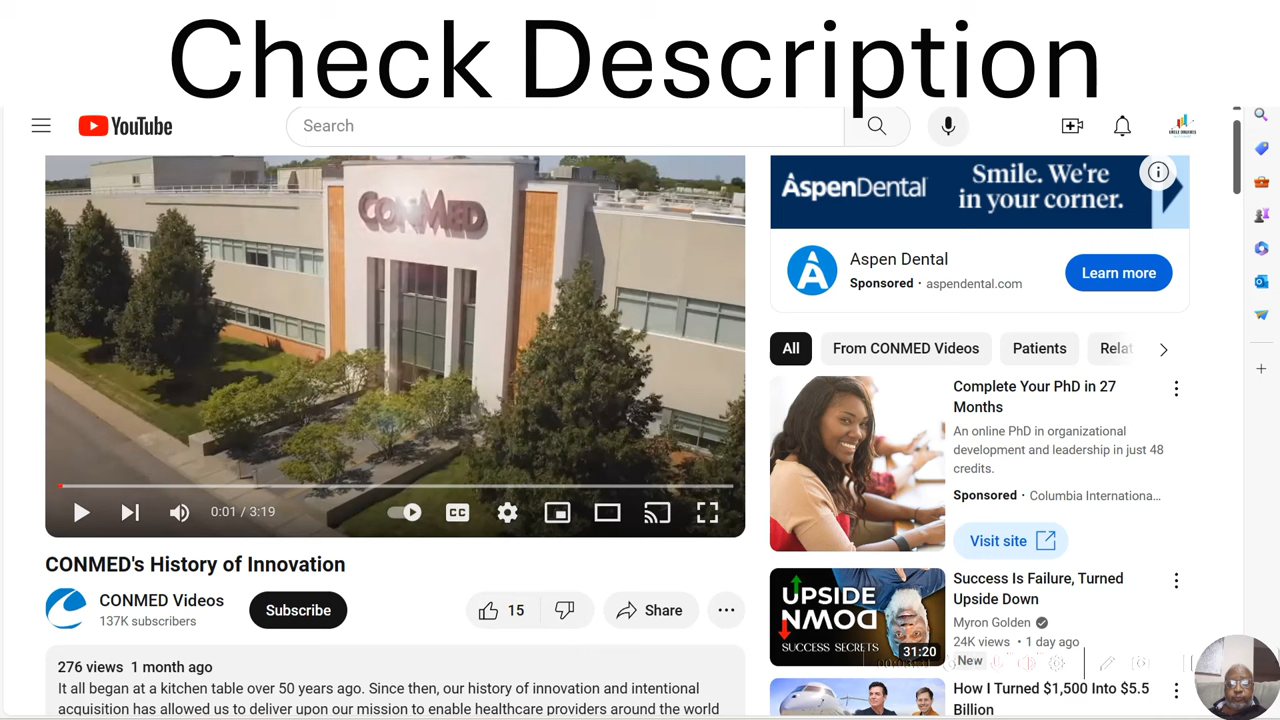 Check Description
YouTube
Search
CONMED
AspenDental
Smile. We're
in your corner.
Aspen Dental
Sponsored · aspendental.com
Learn more
All
From CONMED Videos
Patients
Relat
Complete Your PhD in 27
Months
An online PhD in organizational
development and leadership in just 48
credits.
Sponsored · Columbia Internationa...
Visit site
0:01 / 3:19
CC
CONMED's History of Innovation
CONMED Videos
137K subscribers
Subscribe
15
Share
276 views 1 month ago
It all began at a kitchen table over 50 years ago. Since then, our history of innovation and intentional
acquisition has allowed us to deliver upon our mission to enable healthcare providers around the world
UPSIDE
DOWN
SUCCESS SECRETS
31:20
Success Is Failure, Turned
Upside Down
Myron Golden
24K views · 1 day ago
New
How I Turned $1,500 Into $5.5
Billion